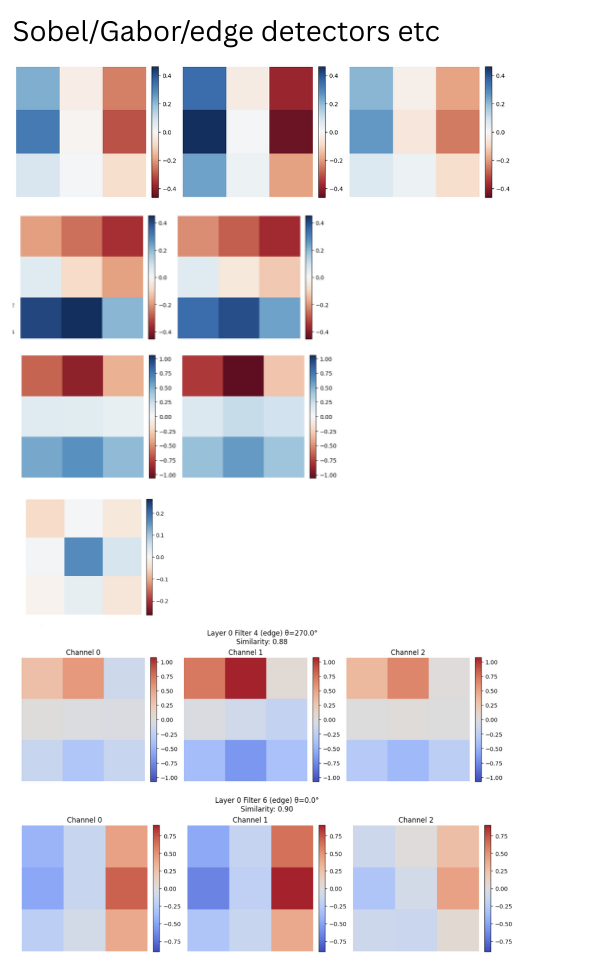 Sobel/Gabor/edge detectors etc
0.4 0.4 0.4
0.2 0.2 0.2
0.0 0.0 0.0
−0.2 −0.2 −0.2
−0.4 −0.4 −0.4
0.4 0.4
0.2 0.2
0.0 0.0
−0.2 −0.2
−0.4 −0.4
1.00 1.00
0.75 0.75
0.50 0.50
0.25 0.25
0.00 0.00
−0.25 −0.25
−0.50 −0.50
−0.75 −0.75
−1.00 −1.00
0.2
0.1
0.0
−0.1
−0.2
Layer 0 Filter 4 (edge) θ=270.0°
Similarity: 0.88
Channel 0 Channel 1 Channel 2
1.00 1.00 1.00
0.75 0.75 0.75
0.50 0.50 0.50
0.25 0.25 0.25
0.00 0.00 0.00
−0.25 −0.25 −0.25
−0.50 −0.50 −0.50
−0.75 −0.75 −0.75
−1.00 −1.00 −1.00
Layer 0 Filter 6 (edge) θ=0.0°
Similarity: 0.90
Channel 0 Channel 1 Channel 2
0.75 0.75 0.75
0.50 0.50 0.50
0.25 0.25 0.25
0.00 0.00 0.00
−0.25 −0.25 −0.25
−0.50 −0.50 −0.50
−0.75 −0.75 −0.75